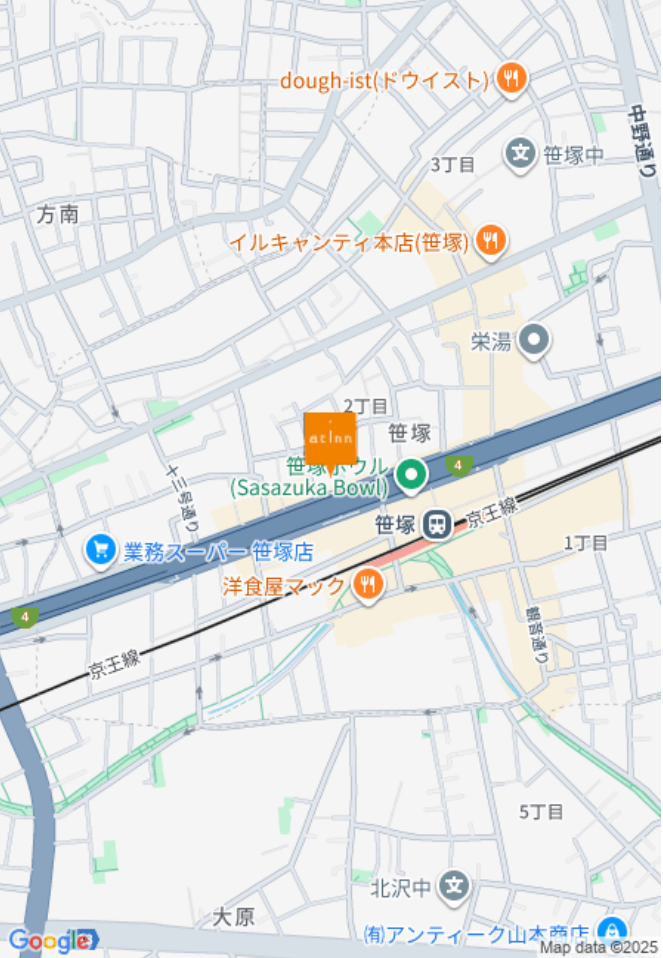 dough-ist(ドウイスト)
中野通り
3丁目
笹塚中
方南
イルキャンティ本店(笹塚)
栄湯
2丁目
at Inn
笹塚
笹塚ボウル
(Sasazuka Bowl)
4
十三号通り
笹塚
京王線
業務スーパー 笹塚店
1丁目
洋食屋マック
4
観音通り
京王線
5丁目
北沢中
大原
(有)アンティーク山本商店
Google
Map data ©2025